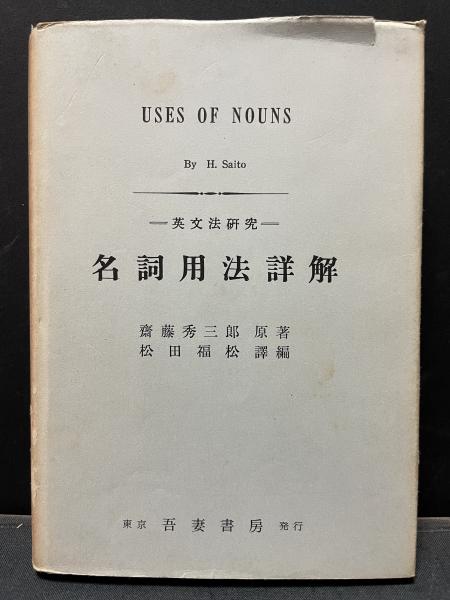 USES OF NOUNS
By H. Saito
英文法研究
名詞用法詳解
齋藤秀三郎 原著
松田福松 譯編
東京 吾妻書房 発行